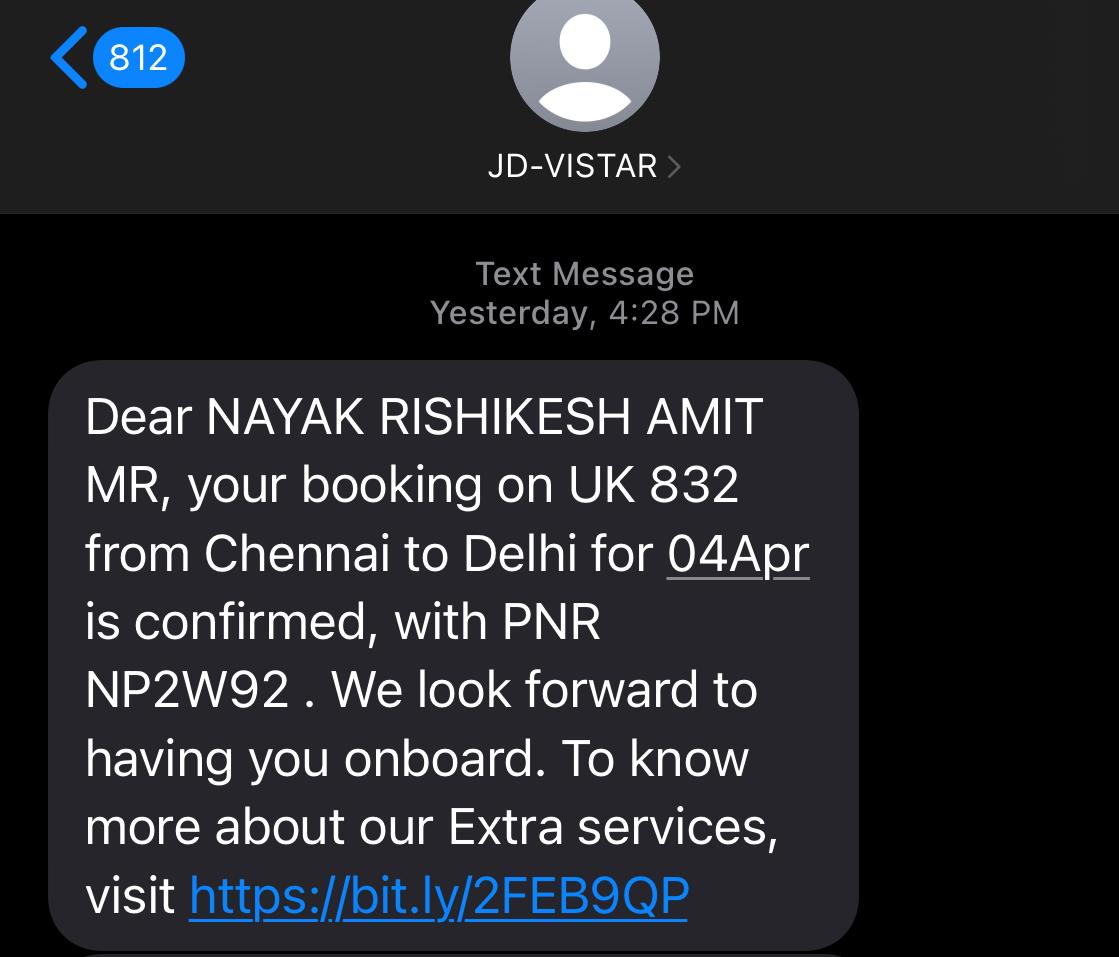 812
JD-VISTAR
Text Message
Yesterday, 4:28 PM
Dear NAYAK RISHIKESH AMIT
MR, your booking on UK 832
from Chennai to Delhi for 04Apr
is confirmed, with PNR
NP2W92 . We look forward to
having you onboard. To know
more about our Extra services,
visit https://bit.ly/2FEB9QP